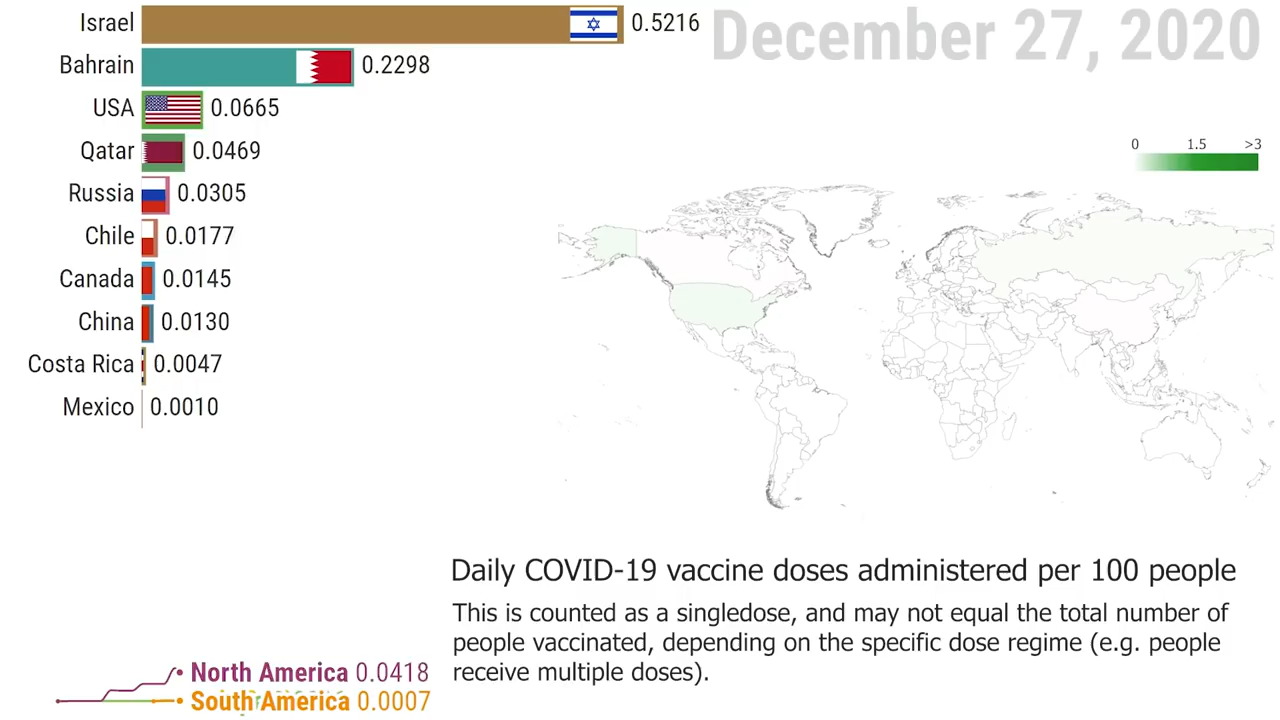 Israel 0.5216
December 27, 2020
Bahrain 0.2298
USA 0.0665
Qatar 0.0469
0 1.5 >3
Russia 0.0305
Chile 0.0177
Canada 0.0145
China 0.0130
Costa Rica 0.0047
Mexico 0.0010
Daily COVID-19 vaccine doses administered per 100 people
This is counted as a singledose, and may not equal the total number of
people vaccinated, depending on the specific dose regime (e.g. people
receive multiple doses).
North America 0.0418
South America 0.0007